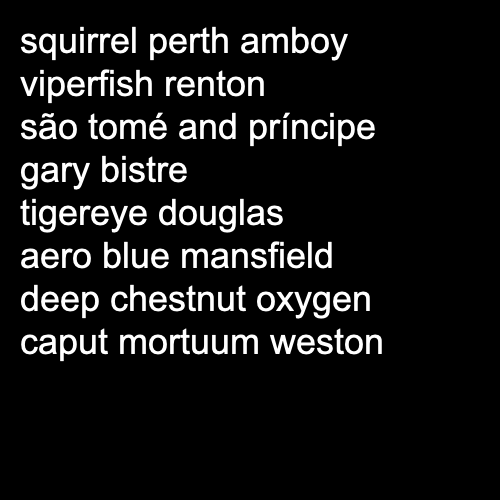 squirrel perth amboy
viperfish renton
são tomé and príncipe
gary bistre
tigereye douglas
aero blue mansfield
deep chestnut oxygen
caput mortuum weston